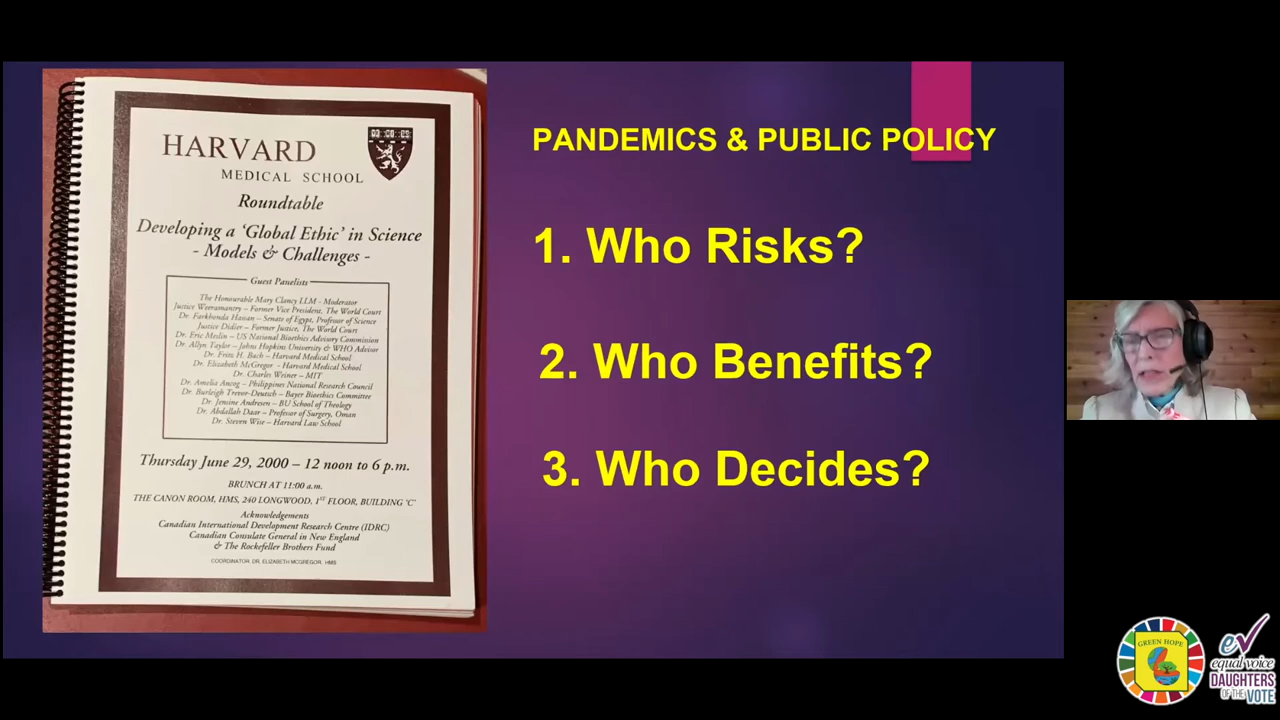 HARVARD
MEDICAL SCHOOL
Roundtable
Developing a ‘Global Ethic’ in Science
- Models & Challenges -
Guest Panelists
The Honourable Mary Clancy LLM - Moderator
Justice Weeramantry – Former Vice President, The World Court
Dr. Farkhonda Hassan – Senate of Egypt, Professor of Science
Justice Didier – Former Justice, The World Court
Dr. Eric Meslin – US National Bioethics Advisory Commission
Dr. Allyn Taylor – Johns Hopkins University & WHO Advisor
Dr. Fritz H. Bach – Harvard Medical School
Dr. Elizabeth McGregor - Harvard Medical School
Dr. Charles Weiner – MIT
Dr. Amelia Ancog – Philippines National Research Council
Dr. Burleigh Trevor-Deutsch – Bayer Bioethics Committee
Dr. Jensine Andresen – BU School of Theology
Dr. Abdallah Daar – Professor of Surgery, Oman
Dr. Steven Wise – Harvard Law School
Thursday June 29, 2000 – 12 noon to 6 p.m.
BRUNCH AT 11:00 a.m.
THE CANON ROOM, HMS, 240 LONGWOOD, 1ST FLOOR, BUILDING 'C'
Acknowledgements
Canadian International Development Research Centre (IDRC)
Canadian Consulate General in New England
& The Rockefeller Brothers Fund
COORDINATOR, DR. ELIZABETH MCGREGOR, HMS
PANDEMICS & PUBLIC POLICY
1. Who Risks?
2. Who Benefits?
3. Who Decides?
GREEN HOPE
ev
equal voice
DAUGHTERS
OF THE VOTE